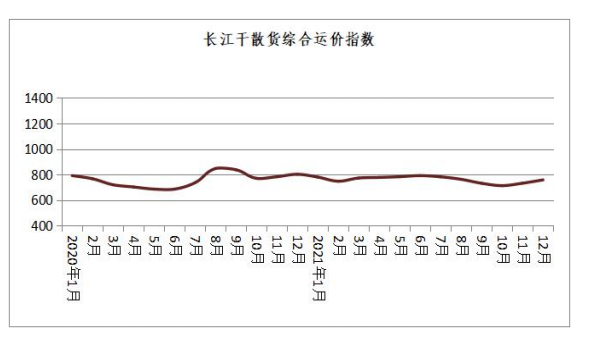 长江干散货综合运价指数
1400
1200
1000
800
600
400
2020年1月
2月
3月
4月
5月
6月
7月
8月
9月
10月
11月
12月
2021年1月
2月
3月
4月
5月
6月
7月
8月
9月
10月
11月
12月